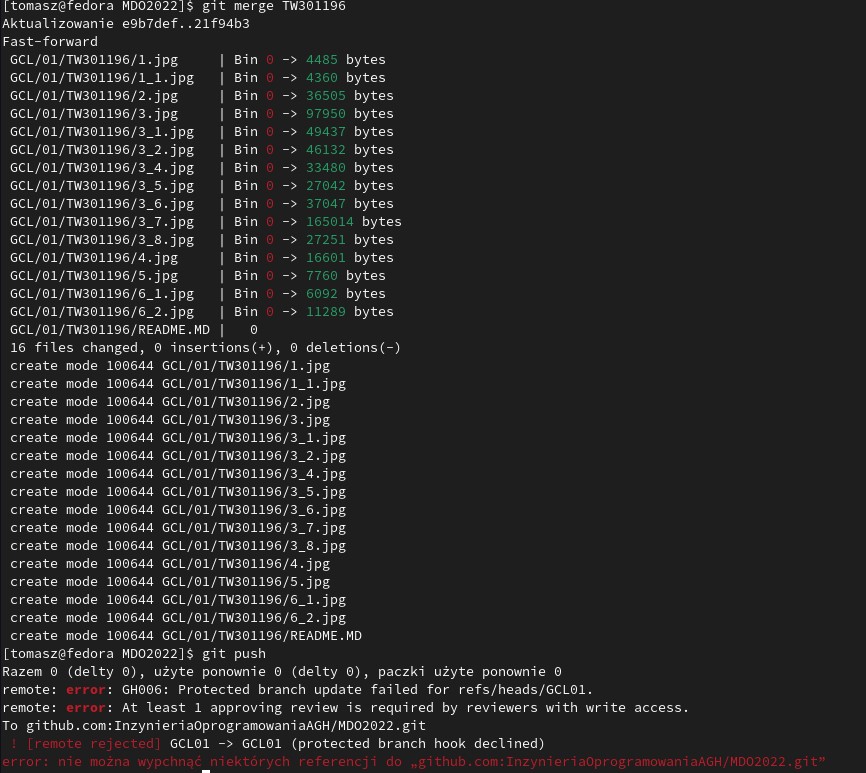 [tomasz@fedora MDO2022]$ git merge TW301196
Aktualizowanie e9b7def..21f94b3
Fast-forward
 GCL/01/TW301196/1.jpg     | Bin 0 -> 4485 bytes
 GCL/01/TW301196/1_1.jpg   | Bin 0 -> 4360 bytes
 GCL/01/TW301196/2.jpg     | Bin 0 -> 36505 bytes
 GCL/01/TW301196/3.jpg     | Bin 0 -> 97950 bytes
 GCL/01/TW301196/3_1.jpg   | Bin 0 -> 49437 bytes
 GCL/01/TW301196/3_2.jpg   | Bin 0 -> 46132 bytes
 GCL/01/TW301196/3_4.jpg   | Bin 0 -> 33480 bytes
 GCL/01/TW301196/3_5.jpg   | Bin 0 -> 27042 bytes
 GCL/01/TW301196/3_6.jpg   | Bin 0 -> 37047 bytes
 GCL/01/TW301196/3_7.jpg   | Bin 0 -> 165014 bytes
 GCL/01/TW301196/3_8.jpg   | Bin 0 -> 27251 bytes
 GCL/01/TW301196/4.jpg     | Bin 0 -> 16601 bytes
 GCL/01/TW301196/5.jpg     | Bin 0 -> 7760 bytes
 GCL/01/TW301196/6_1.jpg   | Bin 0 -> 6092 bytes
 GCL/01/TW301196/6_2.jpg   | Bin 0 -> 11289 bytes
 GCL/01/TW301196/README.MD |   0
 16 files changed, 0 insertions(+), 0 deletions(-)
 create mode 100644 GCL/01/TW301196/1.jpg
 create mode 100644 GCL/01/TW301196/1_1.jpg
 create mode 100644 GCL/01/TW301196/2.jpg
 create mode 100644 GCL/01/TW301196/3.jpg
 create mode 100644 GCL/01/TW301196/3_1.jpg
 create mode 100644 GCL/01/TW301196/3_2.jpg
 create mode 100644 GCL/01/TW301196/3_4.jpg
 create mode 100644 GCL/01/TW301196/3_5.jpg
 create mode 100644 GCL/01/TW301196/3_6.jpg
 create mode 100644 GCL/01/TW301196/3_7.jpg
 create mode 100644 GCL/01/TW301196/3_8.jpg
 create mode 100644 GCL/01/TW301196/4.jpg
 create mode 100644 GCL/01/TW301196/5.jpg
 create mode 100644 GCL/01/TW301196/6_1.jpg
 create mode 100644 GCL/01/TW301196/6_2.jpg
 create mode 100644 GCL/01/TW301196/README.MD
[tomasz@fedora MDO2022]$ git push
Razem 0 (delty 0), użyte ponownie 0 (delty 0), paczki użyte ponownie 0
remote: error: GH006: Protected branch update failed for refs/heads/GCL01.
remote: error: At least 1 approving review is required by reviewers with write access.
To github.com:InzynieriaOprogramowaniaAGH/MDO2022.git
 ! [remote rejected] GCL01 -> GCL01 (protected branch hook declined)
error: nie można wypchnąć niektórych referencji do „github.com:InzynieriaOprogramowaniaAGH/MDO2022.git”